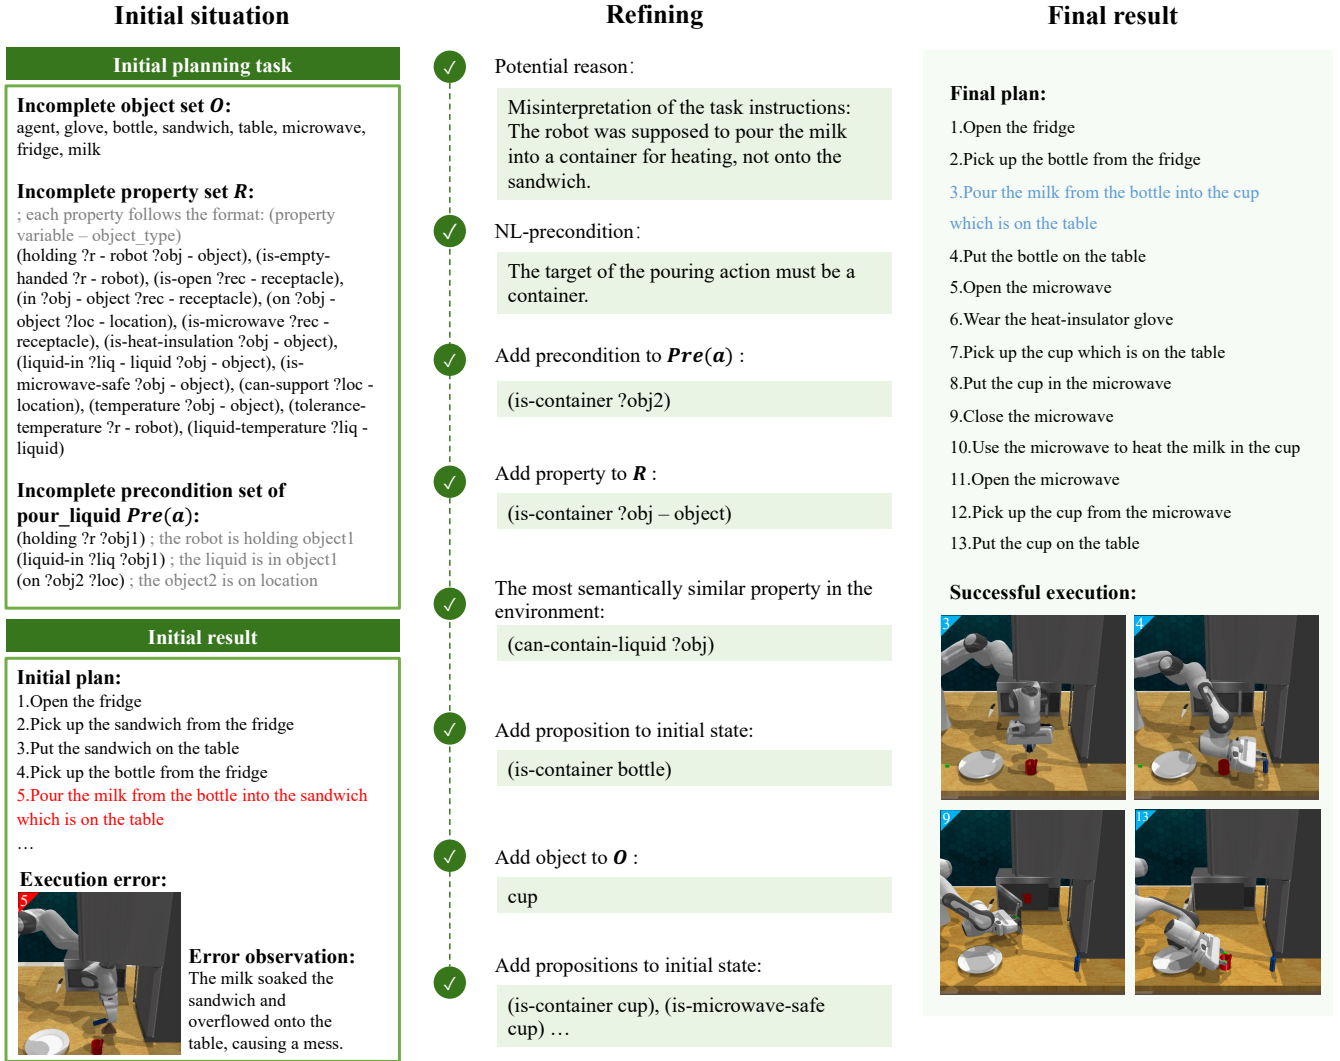 Initial situation
Initial planning task
Incomplete object set O:
agent, glove, bottle, sandwich, table, microwave,
fridge, milk
Incomplete property set R:
; each property follows the format: (property
variable – object_type)
(holding ?r - robot ?obj - object), (is-empty-
handed ?r - robot), (is-open ?rec - receptacle),
(in ?obj - object ?rec - receptacle), (on ?obj -
object ?loc - location), (is-microwave ?rec -
receptacle), (is-heat-insulation ?obj - object),
(liquid-in ?liq - liquid ?obj - object), (is-
microwave-safe ?obj - object), (can-support ?loc -
location), (temperature ?obj - object), (tolerance-
temperature ?r - robot), (liquid-temperature ?liq -
liquid)
Incomplete precondition set of
pour_liquid Pre(a):
(holding ?r ?obj1) ; the robot is holding object1
(liquid-in ?liq ?obj1) ; the liquid is in object1
(on ?obj2 ?loc) ; the object2 is on location
Initial result
Initial plan:
1.Open the fridge
2.Pick up the sandwich from the fridge
3.Put the sandwich on the table
4.Pick up the bottle from the fridge
5.Pour the milk from the bottle into the sandwich
which is on the table
…
Execution error:
5
Error observation:
The milk soaked the
sandwich and
overflowed onto the
table, causing a mess.
Refining
Potential reason:
Misinterpretation of the task instructions:
The robot was supposed to pour the milk
into a container for heating, not onto the
sandwich.
NL-precondition:
The target of the pouring action must be a
container.
Add precondition to Pre(a) :
(is-container ?obj2)
Add property to R :
(is-container ?obj – object)
The most semantically similar property in the
environment:
(can-contain-liquid ?obj)
Add proposition to initial state:
(is-container bottle)
Add object to O :
cup
Add propositions to initial state:
(is-container cup), (is-microwave-safe
cup) …
Final result
Final plan:
1.Open the fridge
2.Pick up the bottle from the fridge
3.Pour the milk from the bottle into the cup
which is on the table
4.Put the bottle on the table
5.Open the microwave
6.Wear the heat-insulator glove
7.Pick up the cup which is on the table
8.Put the cup in the microwave
9.Close the microwave
10.Use the microwave to heat the milk in the cup
11.Open the microwave
12.Pick up the cup from the microwave
13.Put the cup on the table
Successful execution:
3
4
9
13